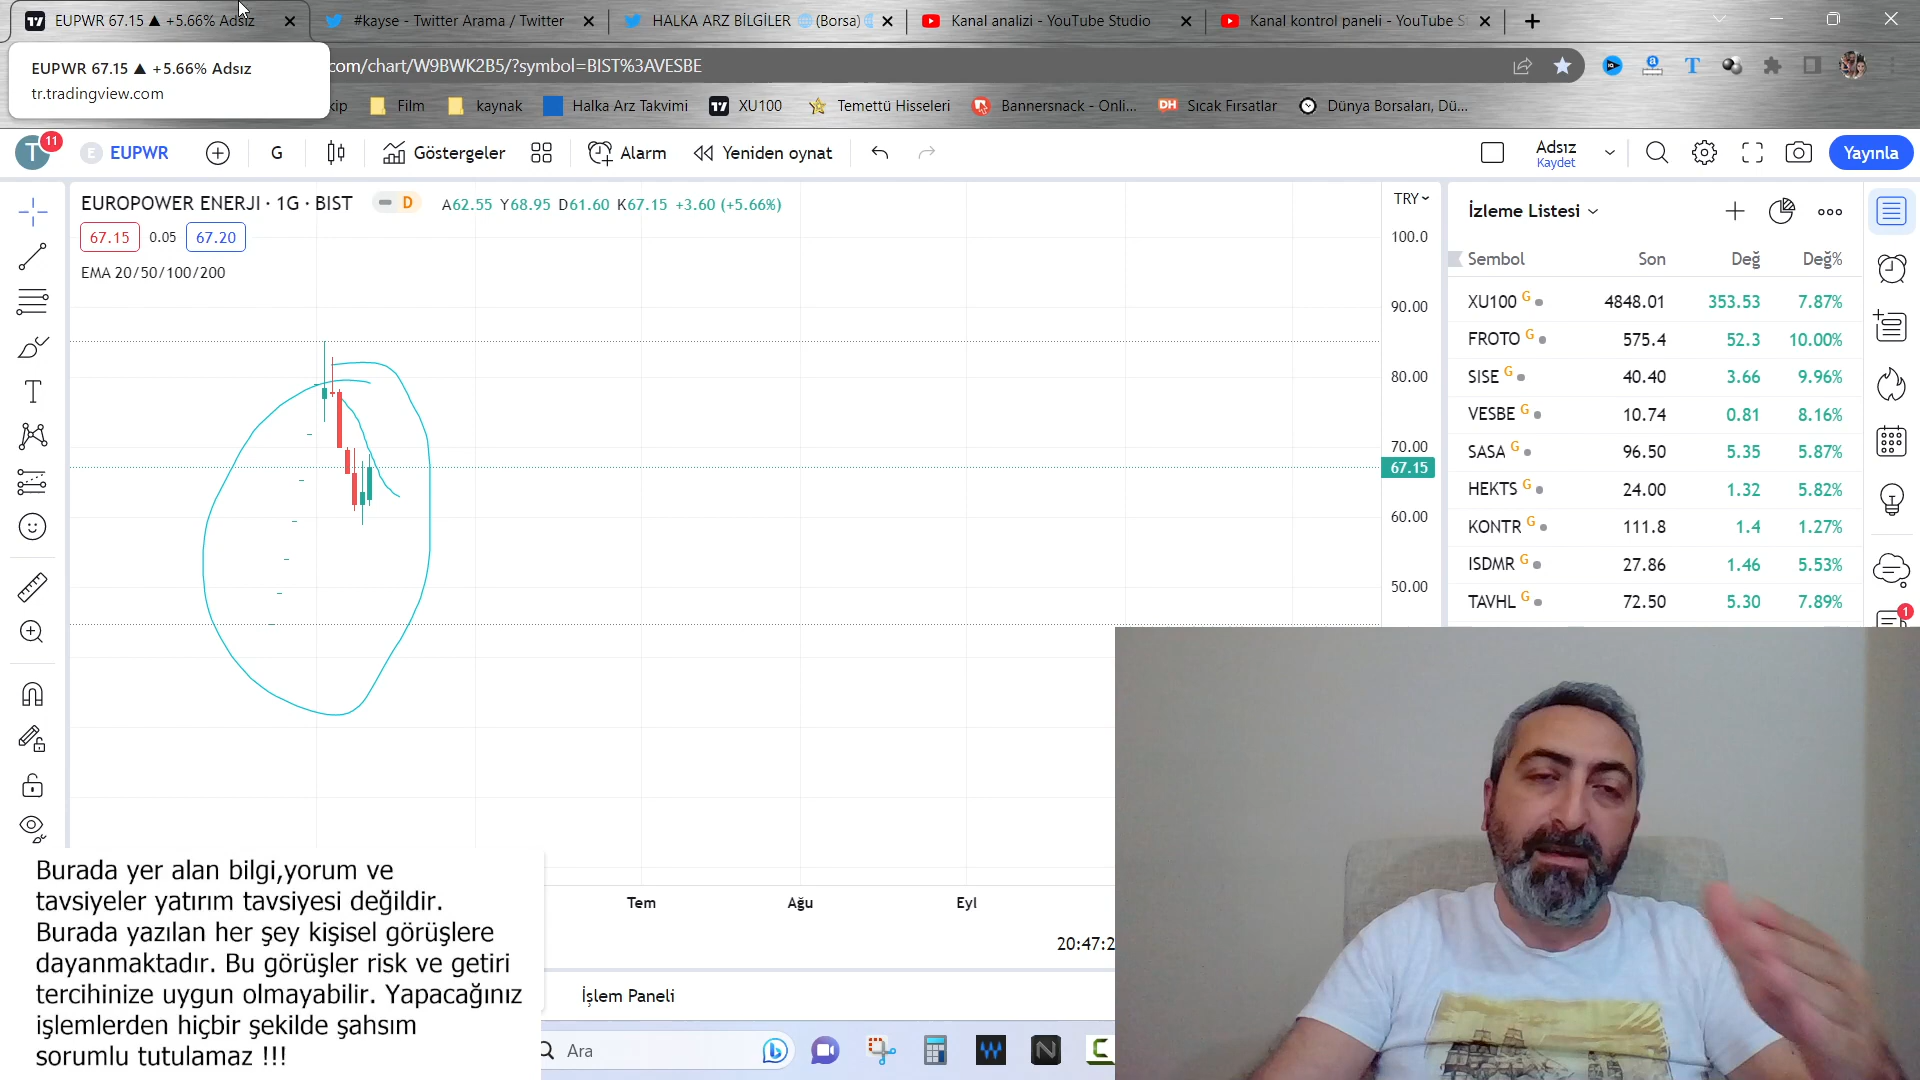 EUPWR 67.15 ▲ +5.66% Adsız
#kayse - Twitter Arama / Twitter
HALKA ARZ BİLGİLER 🌐(Borsa)
Kanal analizi - YouTube Studio
Kanal kontrol paneli - YouTube S
EUPWR 67.15 ▲ +5.66% Adsız
tr.tradingview.com
com/chart/W9BWK2B5/?symbol=BIST%3AVESBE
kip
Film
kaynak
Halka Arz Takvimi
XU100
Temettü Hisseleri
Bannersnack - Onli...
DH
Sıcak Fırsatlar
Dünya Borsaları, Dü...
T
11
E
EUPWR
G
Göstergeler
Alarm
Yeniden oynat
Adsız
Kaydet
Yayınla
EUROPOWER ENERJI · 1G · BIST
D
A62.55 Y68.95 D61.60 K67.15 +3.60 (+5.66%)
67.15
0.05
67.20
EMA 20/50/100/200
TRY
100.0
90.00
80.00
70.00
67.15
60.00
50.00
İzleme Listesi
Sembol Son Değ Değ%
XU100 G 4848.01 353.53 7.87%
FROTO G 575.4 52.3 10.00%
SISE G 40.40 3.66 9.96%
VESBE G 10.74 0.81 8.16%
SASA G 96.50 5.35 5.87%
HEKTS G 24.00 1.32 5.82%
KONTR G 111.8 1.4 1.27%
ISDMR G 27.86 1.46 5.53%
TAVHL G 72.50 5.30 7.89%
1
Tem
Ağu
Eyl
20:47:2
İşlem Paneli
Ara
Burada yer alan bilgi,yorum ve
tavsiyeler yatırım tavsiyesi değildir.
Burada yazılan her şey kişisel görüşlere
dayanmaktadır. Bu görüşler risk ve getiri
tercihinize uygun olmayabilir. Yapacağınız
işlemlerden hiçbir şekilde şahsım
sorumlu tutulamaz !!!